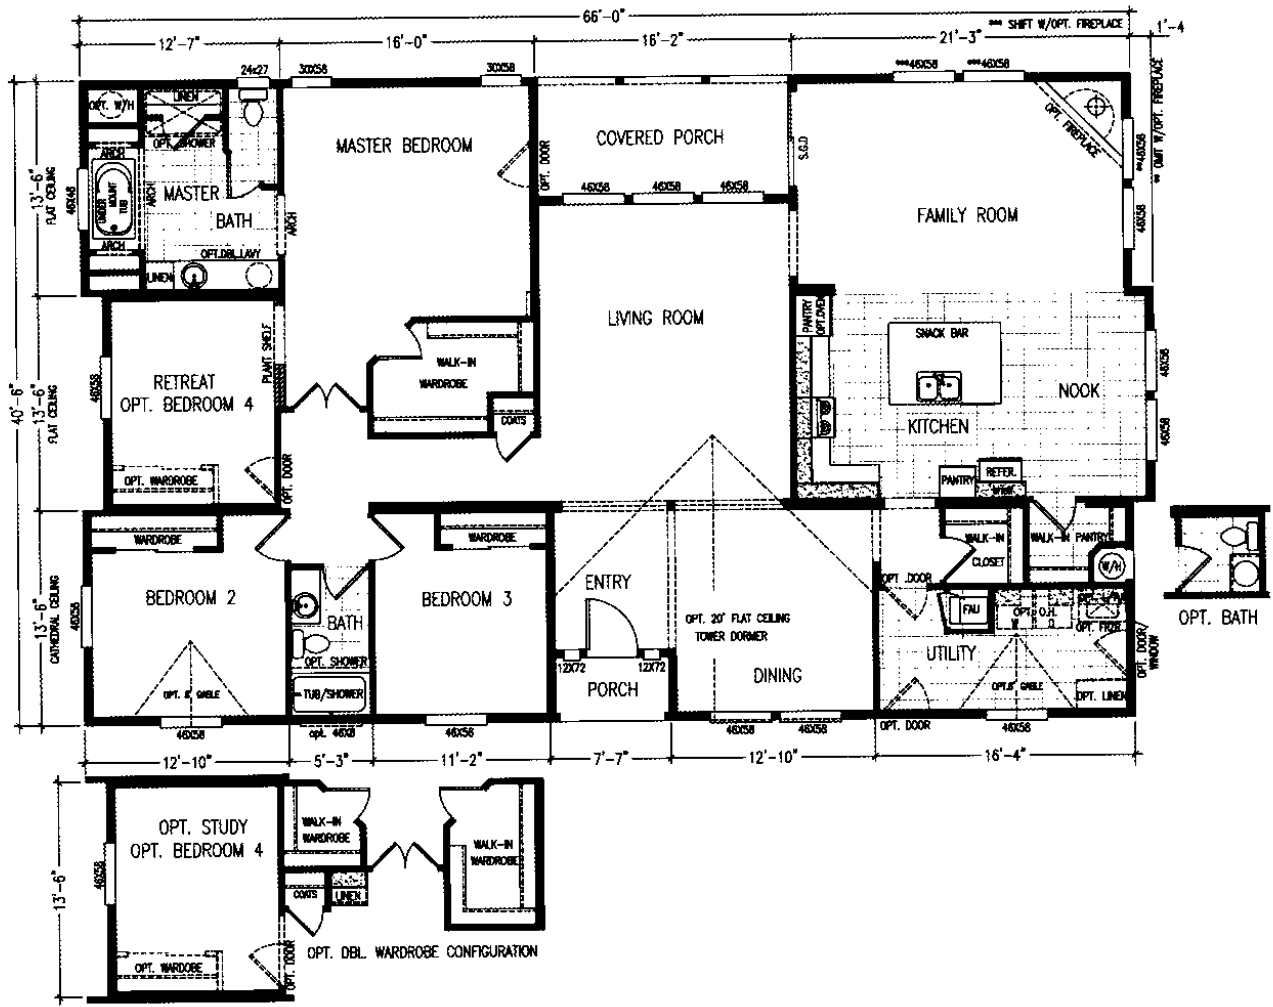 66'-0"
*** SHIFT W/OPT. FIREPLACE
1'-4
12'-7"
16'-0"
16'-2"
21'-3"
24x27
30X58
30X58
***46X58
***46X58
OPT. W/H
LINEN
OPT. SHOWER
ARCH
ARCH
MASTER
BATH
UNDER
MOUNT
TUB
ARCH
46X46
OPT.DBL.LAVY
LINEN
ARCH
MASTER BEDROOM
OPT. DOOR
COVERED PORCH
46X58
46X58
46X58
S.G.D
FAMILY ROOM
OPT. FIREPLACE
**46X58
46X58
** OMIT W/OPT. FIREPLACE
40'-6"
13'-6"
FLAT CEILING
13'-6"
FLAT CEILING
13'-6"
CATHEDRAL CEILING
LIVING ROOM
PANTRY
OPT.OVEN
SNACK BAR
NOOK
KITCHEN
46X58
46X58
PANTRY
REFER.
RETREAT
OPT. BEDROOM 4
PLANT SHELF
46X58
OPT. WARDROBE
OPT. DOOR
WALK-IN
WARDROBE
COATS
WARDROBE
BEDROOM 2
46X58
OPT. 8' GABLE
46X58
BATH
OPT. SHOWER
TUB/SHOWER
WARDROBE
BEDROOM 3
46X58
ENTRY
12X72
12X72
PORCH
OPT. 20' FLAT CEILING
TOWER DORMER
DINING
46X58
46X58
WALK-IN
CLOSET
WALK-IN PANTRY
W/H
OPT .DOOR
FAU
OPT. O.H.
W
D
UTILITY
OPT.8' GABLE
OPT. LINEN
OPT. DOOR/
WINDOW
OPT. DOOR
46X58
OPT. BATH
12'-10"
5'-3"
11'-2"
7'-7"
12'-10"
16'-4"
13'-6"
46X58
OPT. STUDY
OPT. BEDROOM 4
OPT. WARDOBE
OPT. DOOR
WALK-IN
WARDROBE
COATS
LINEN
WALK-IN
WARDROBE
OPT. DBL. WARDROBE CONFIGURATION